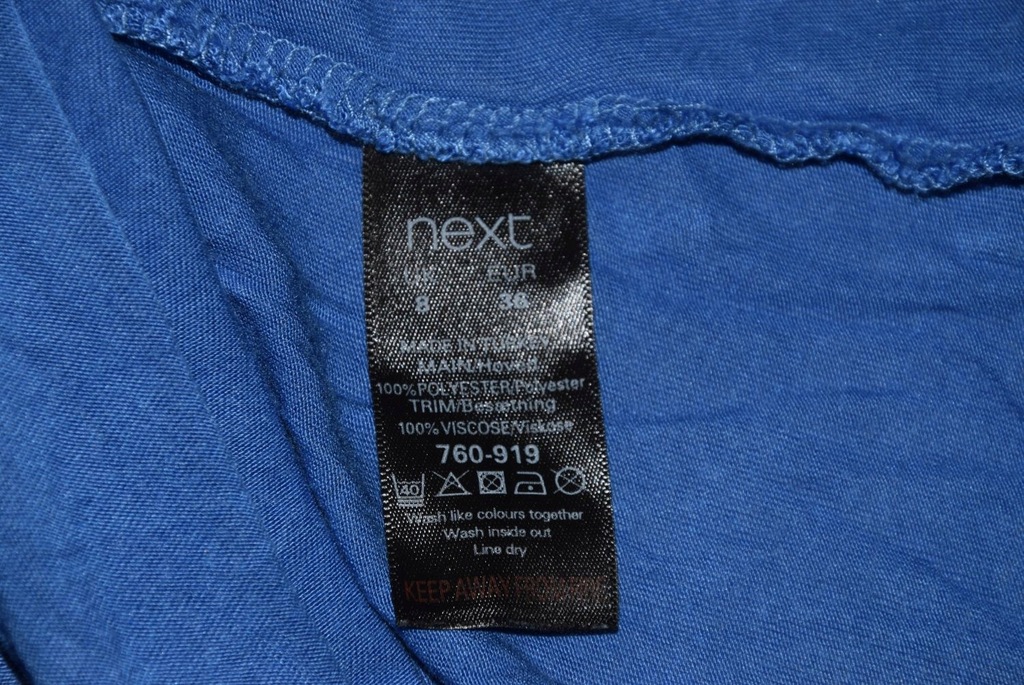 next
UK EUR
8 36
MADE IN TURKEY
MAIN/Hoved
100%POLYESTER/Polyester
TRIM/Besætning
100%VISCOSE/Viskose
760-919
40
Wash like colours together
Wash inside out
Line dry
KEEP AWAY FROM FIRE